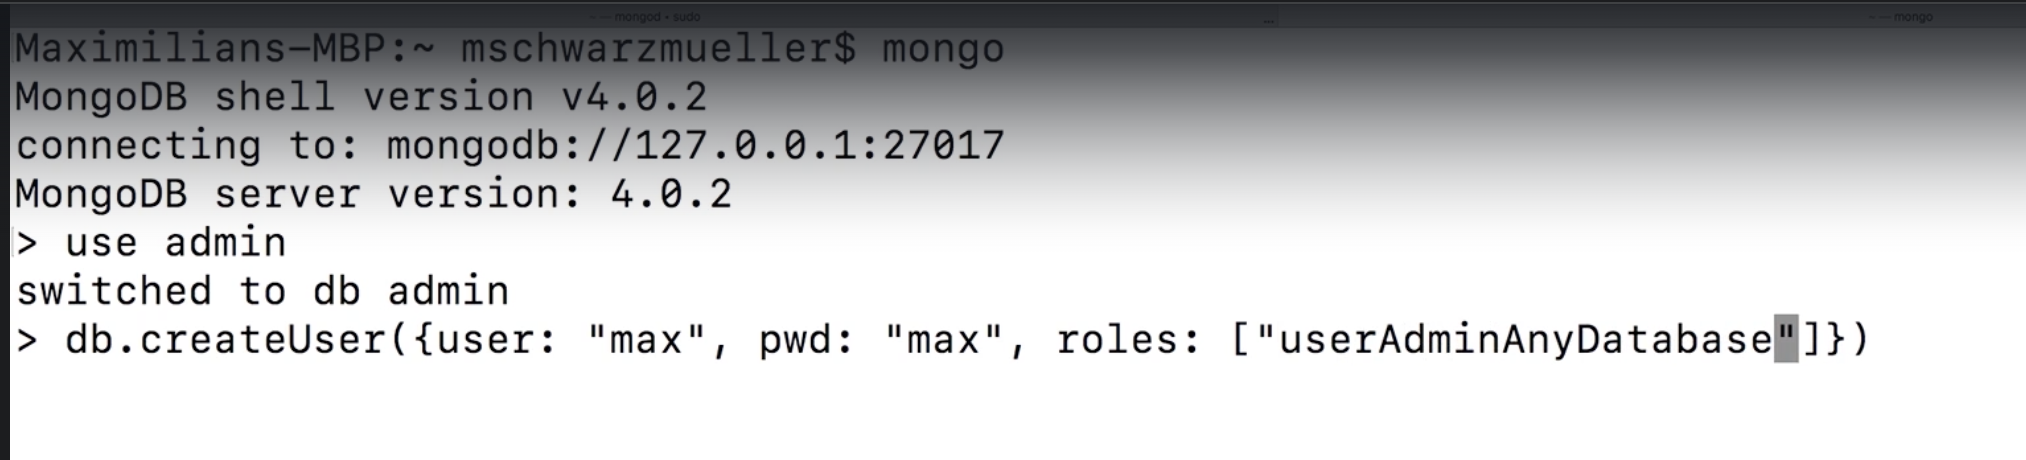 — — mongod • sudo
...
— — mongo
Maximilians-MBP:~ mschwarzmueller$ mongo
MongoDB shell version v4.0.2
connecting to: mongodb://127.0.0.1:27017
MongoDB server version: 4.0.2
> use admin
switched to db admin
> db.createUser({user: "max", pwd: "max", roles: ["userAdminAnyDatabase"]})